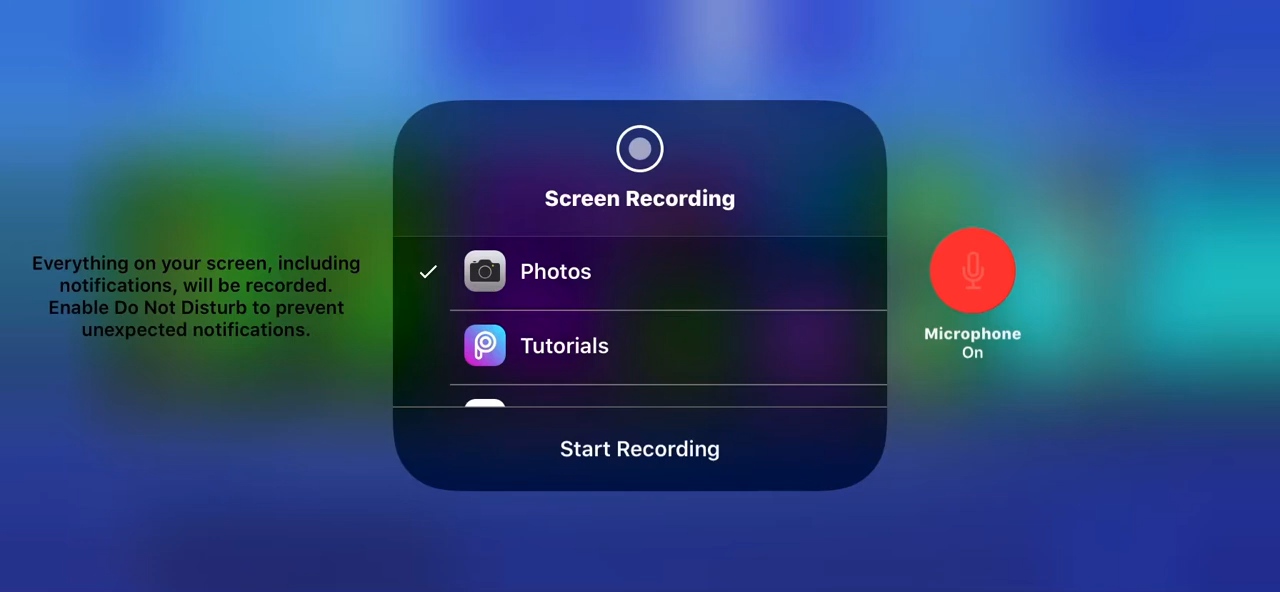 Screen Recording
Everything on your screen, including
notifications, will be recorded.
Enable Do Not Disturb to prevent
unexpected notifications.
Photos
Tutorials
Start Recording
Microphone
On